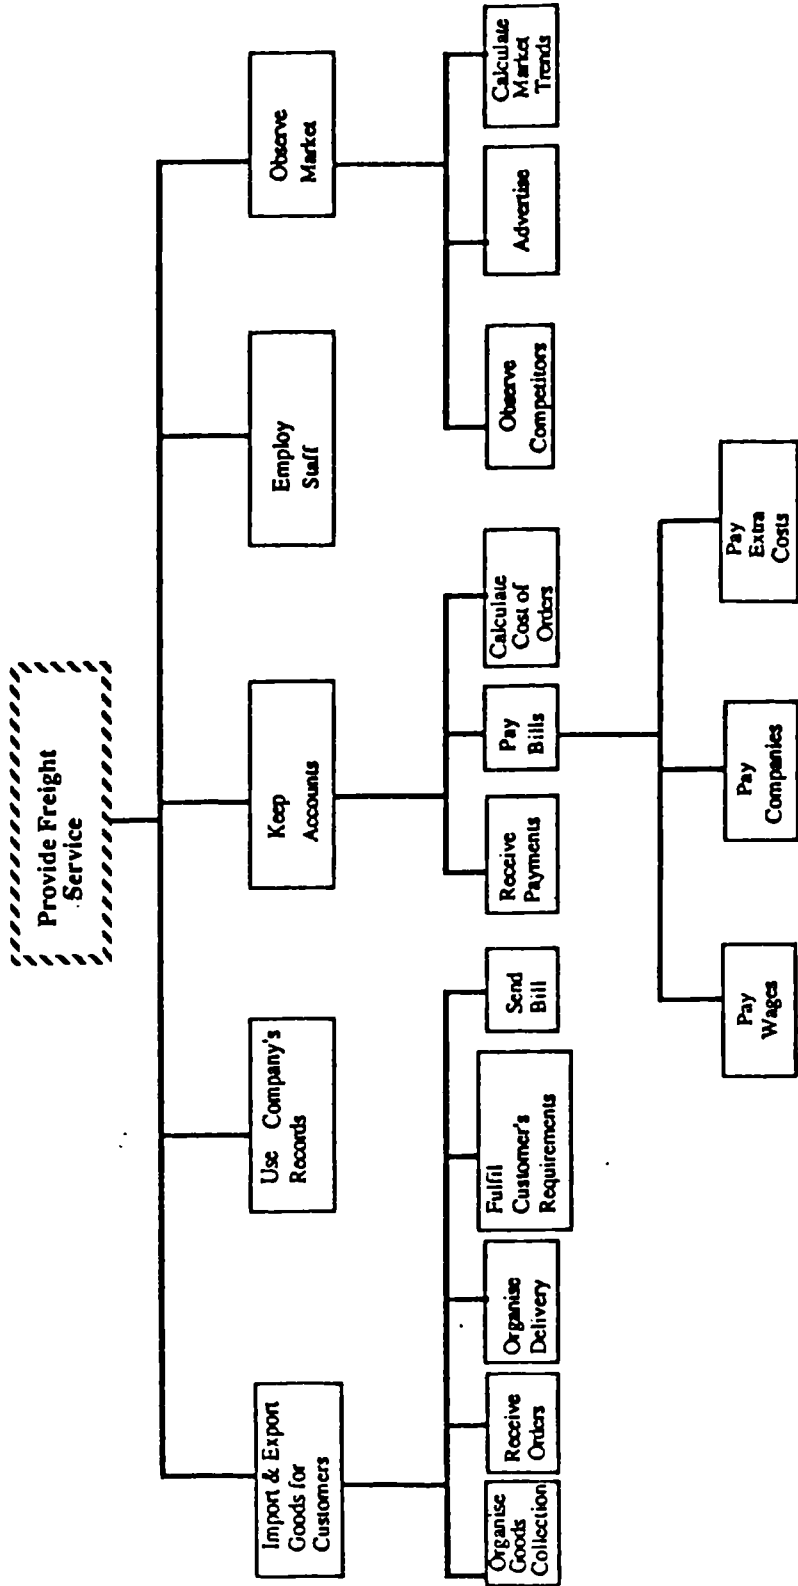 Provide Freight
Service
Import & Export
Goods for
Customers
Use Company's
Records
Keep
Accounts
Employ
Staff
Observe
Market
Organise
Goods
Collection
Receive
Orders
Organise
Delivery
Fulfil
Customer's
Requirements
Send
Bill
Receive
Payments
Pay
Bills
Calculate
Cost of
Orders
Observe
Competitors
Advertise
Calculate
Market
Trends
Pay
Wages
Pay
Companies
Pay
Extra
Costs